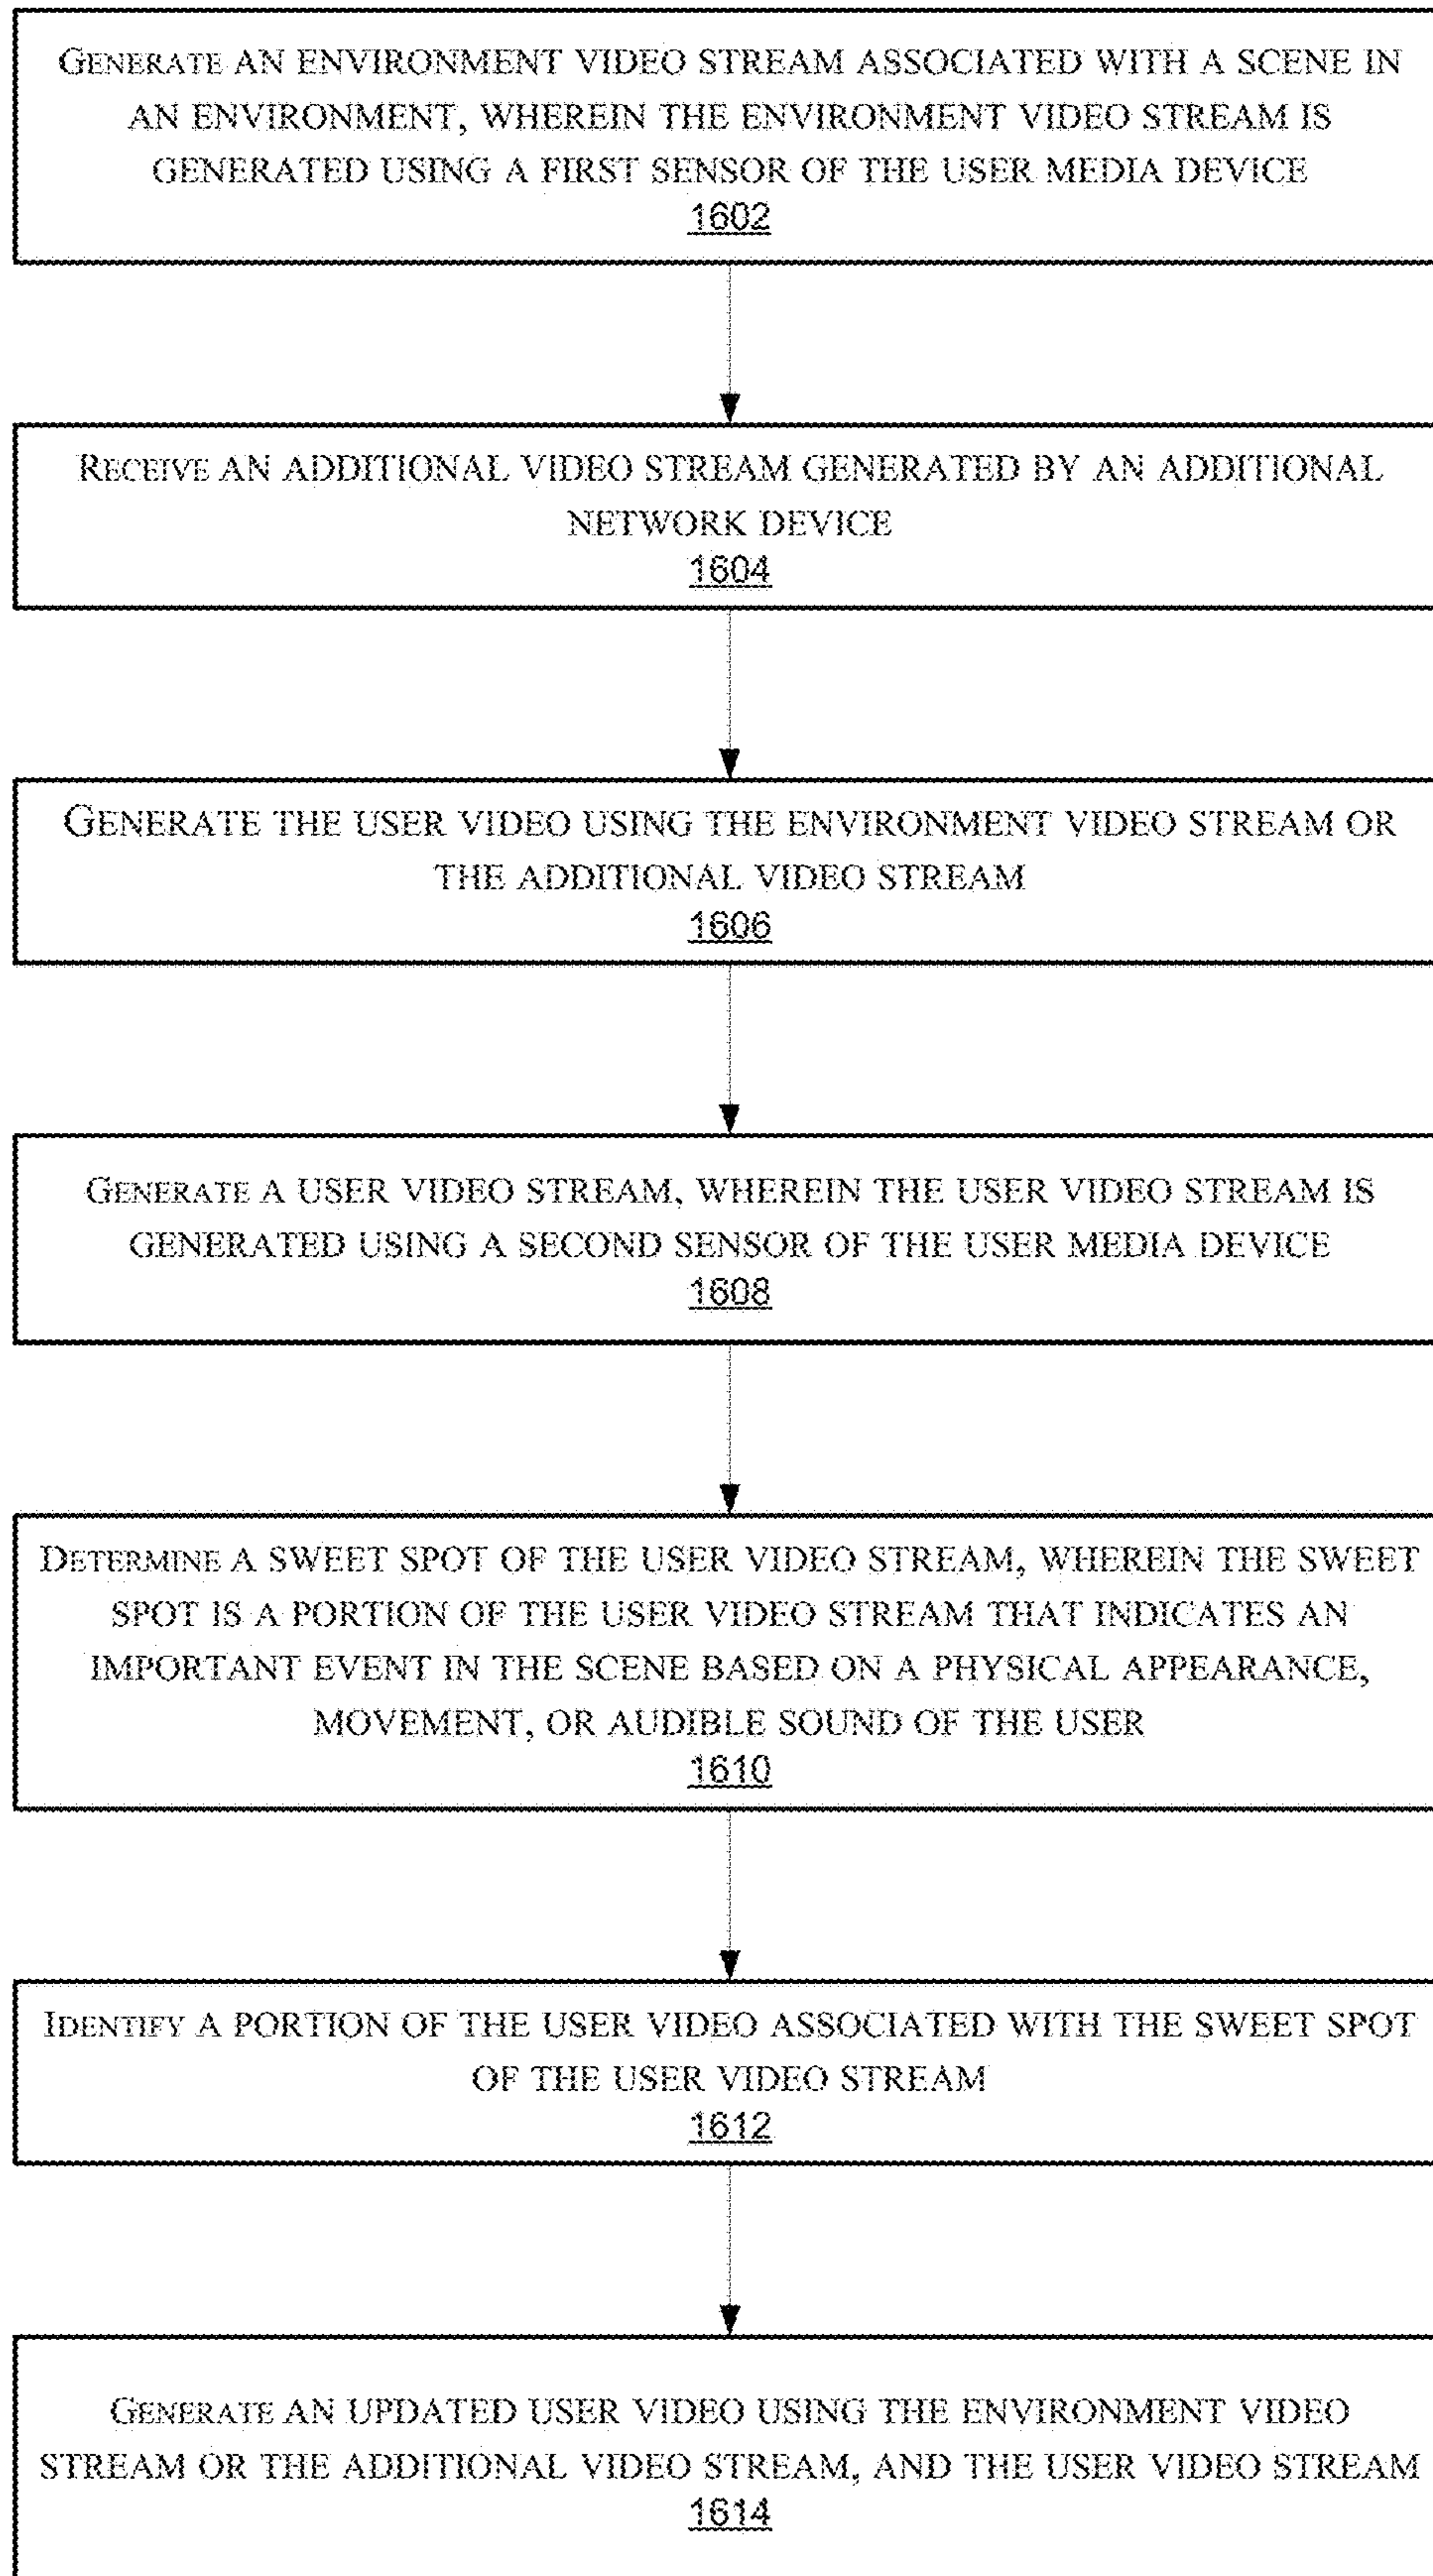 GENERATE AN ENVIRONMENT VIDEO STREAM ASSOCIATED WITH A SCENE IN
AN ENVIRONMENT, WHEREIN THE ENVIRONMENT VIDEO STREAM IS
GENERATED USING A FIRST SENSOR OF THE USER MEDIA DEVICE
1602
RECEIVE AN ADDITIONAL VIDEO STREAM GENERATED BY AN ADDITIONAL
NETWORK DEVICE
1604
GENERATE THE USER VIDEO USING THE ENVIRONMENT VIDEO STREAM OR
THE ADDITIONAL VIDEO STREAM
1606
GENERATE A USER VIDEO STREAM, WHEREIN THE USER VIDEO STREAM IS
GENERATED USING A SECOND SENSOR OF THE USER MEDIA DEVICE
1608
DETERMINE A SWEET SPOT OF THE USER VIDEO STREAM, WHEREIN THE SWEET
SPOT IS A PORTION OF THE USER VIDEO STREAM THAT INDICATES AN
IMPORTANT EVENT IN THE SCENE BASED ON A PHYSICAL APPEARANCE,
MOVEMENT, OR AUDIBLE SOUND OF THE USER
1610
IDENTIFY A PORTION OF THE USER VIDEO ASSOCIATED WITH THE SWEET SPOT
OF THE USER VIDEO STREAM
1612
GENERATE AN UPDATED USER VIDEO USING THE ENVIRONMENT VIDEO
STREAM OR THE ADDITIONAL VIDEO STREAM, AND THE USER VIDEO STREAM
1614